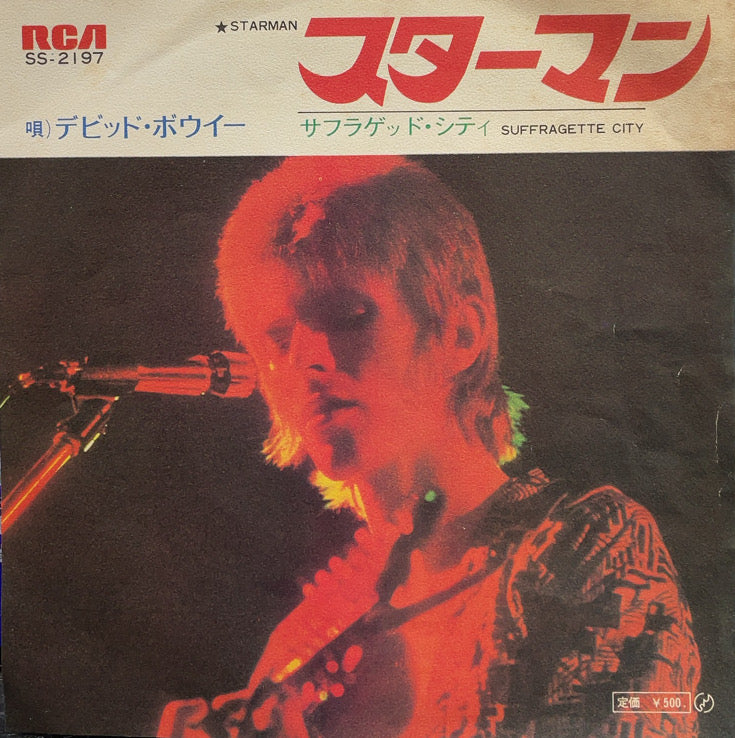 RCA
SS-2197
★STARMAN
スターマン
唄)デビッド・ボウイー
サフラゲッド・シティ SUFFRAGETTE CITY
定価 ￥500.